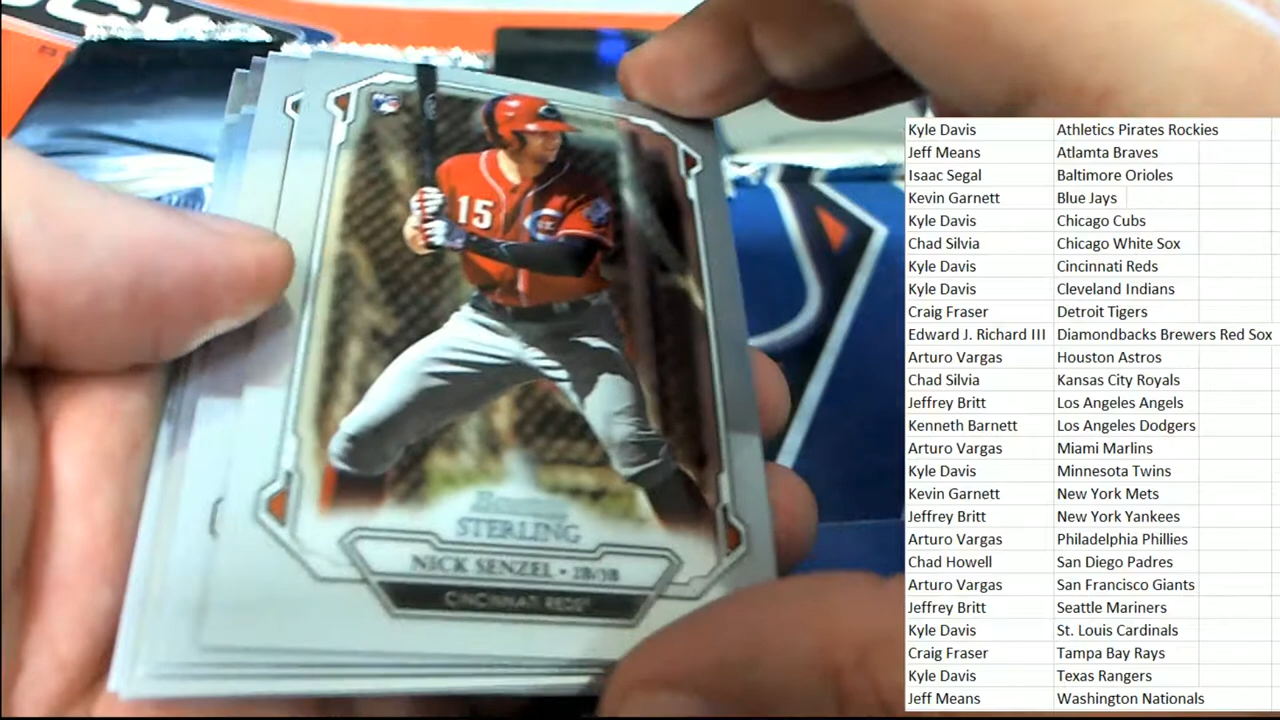 15
C
Bowman
STERLING
NICK SENZEL • 2B/3B
CINCINNATI REDS
Kyle Davis Athletics Pirates Rockies
Jeff Means Atlamta Braves
Isaac Segal Baltimore Orioles
Kevin Garnett Blue Jays
Kyle Davis Chicago Cubs
Chad Silvia Chicago White Sox
Kyle Davis Cincinnati Reds
Kyle Davis Cleveland Indians
Craig Fraser Detroit Tigers
Edward J. Richard III Diamondbacks Brewers Red Sox
Arturo Vargas Houston Astros
Chad Silvia Kansas City Royals
Jeffrey Britt Los Angeles Angels
Kenneth Barnett Los Angeles Dodgers
Arturo Vargas Miami Marlins
Kyle Davis Minnesota Twins
Kevin Garnett New York Mets
Jeffrey Britt New York Yankees
Arturo Vargas Philadelphia Phillies
Chad Howell San Diego Padres
Arturo Vargas San Francisco Giants
Jeffrey Britt Seattle Mariners
Kyle Davis St. Louis Cardinals
Craig Fraser Tampa Bay Rays
Kyle Davis Texas Rangers
Jeff Means Washington Nationals